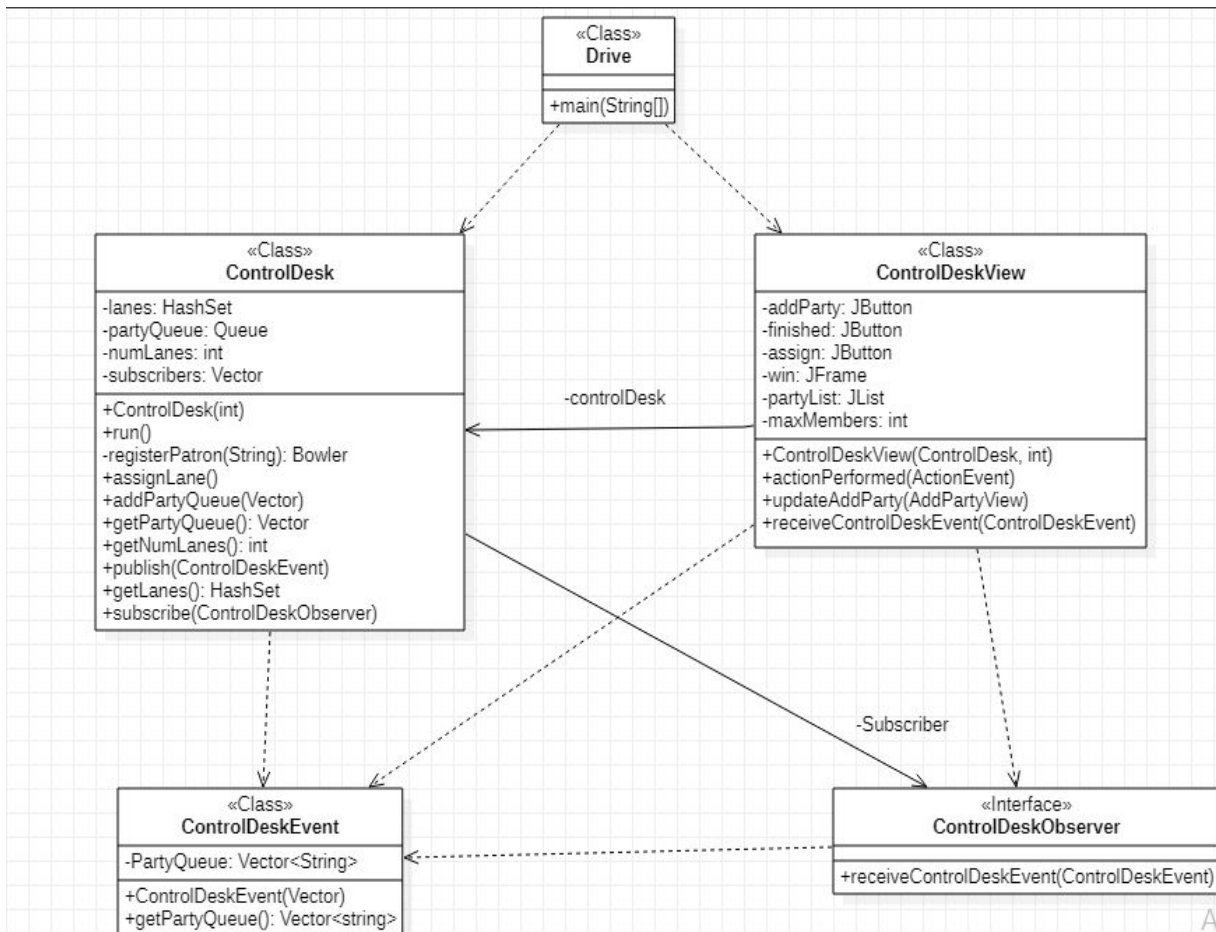 «Class»
Drive
+main(String[])
«Class»
ControlDesk
-lanes: HashSet
-partyQueue: Queue
-numLanes: int
-subscribers: Vector
+ControlDesk(int)
+run()
-registerPatron(String): Bowler
+assignLane()
+addPartyQueue(Vector)
+getPartyQueue(): Vector
+getNumLanes(): int
+publish(ControlDeskEvent)
+getLanes(): HashSet
+subscribe(ControlDeskObserver)
-controlDesk
«Class»
ControlDeskView
-addParty: JButton
-finished: JButton
-assign: JButton
-win: JFrame
-partyList: JList
-maxMembers: int
+ControlDeskView(ControlDesk, int)
+actionPerformed(ActionEvent)
+updateAddParty(AddPartyView)
+receiveControlDeskEvent(ControlDeskEvent)
-Subscriber
«Class»
ControlDeskEvent
-PartyQueue: Vector<String>
+ControlDeskEvent(Vector)
+getPartyQueue(): Vector<string>
«Interface»
ControlDeskObserver
+receiveControlDeskEvent(ControlDeskEvent)
A